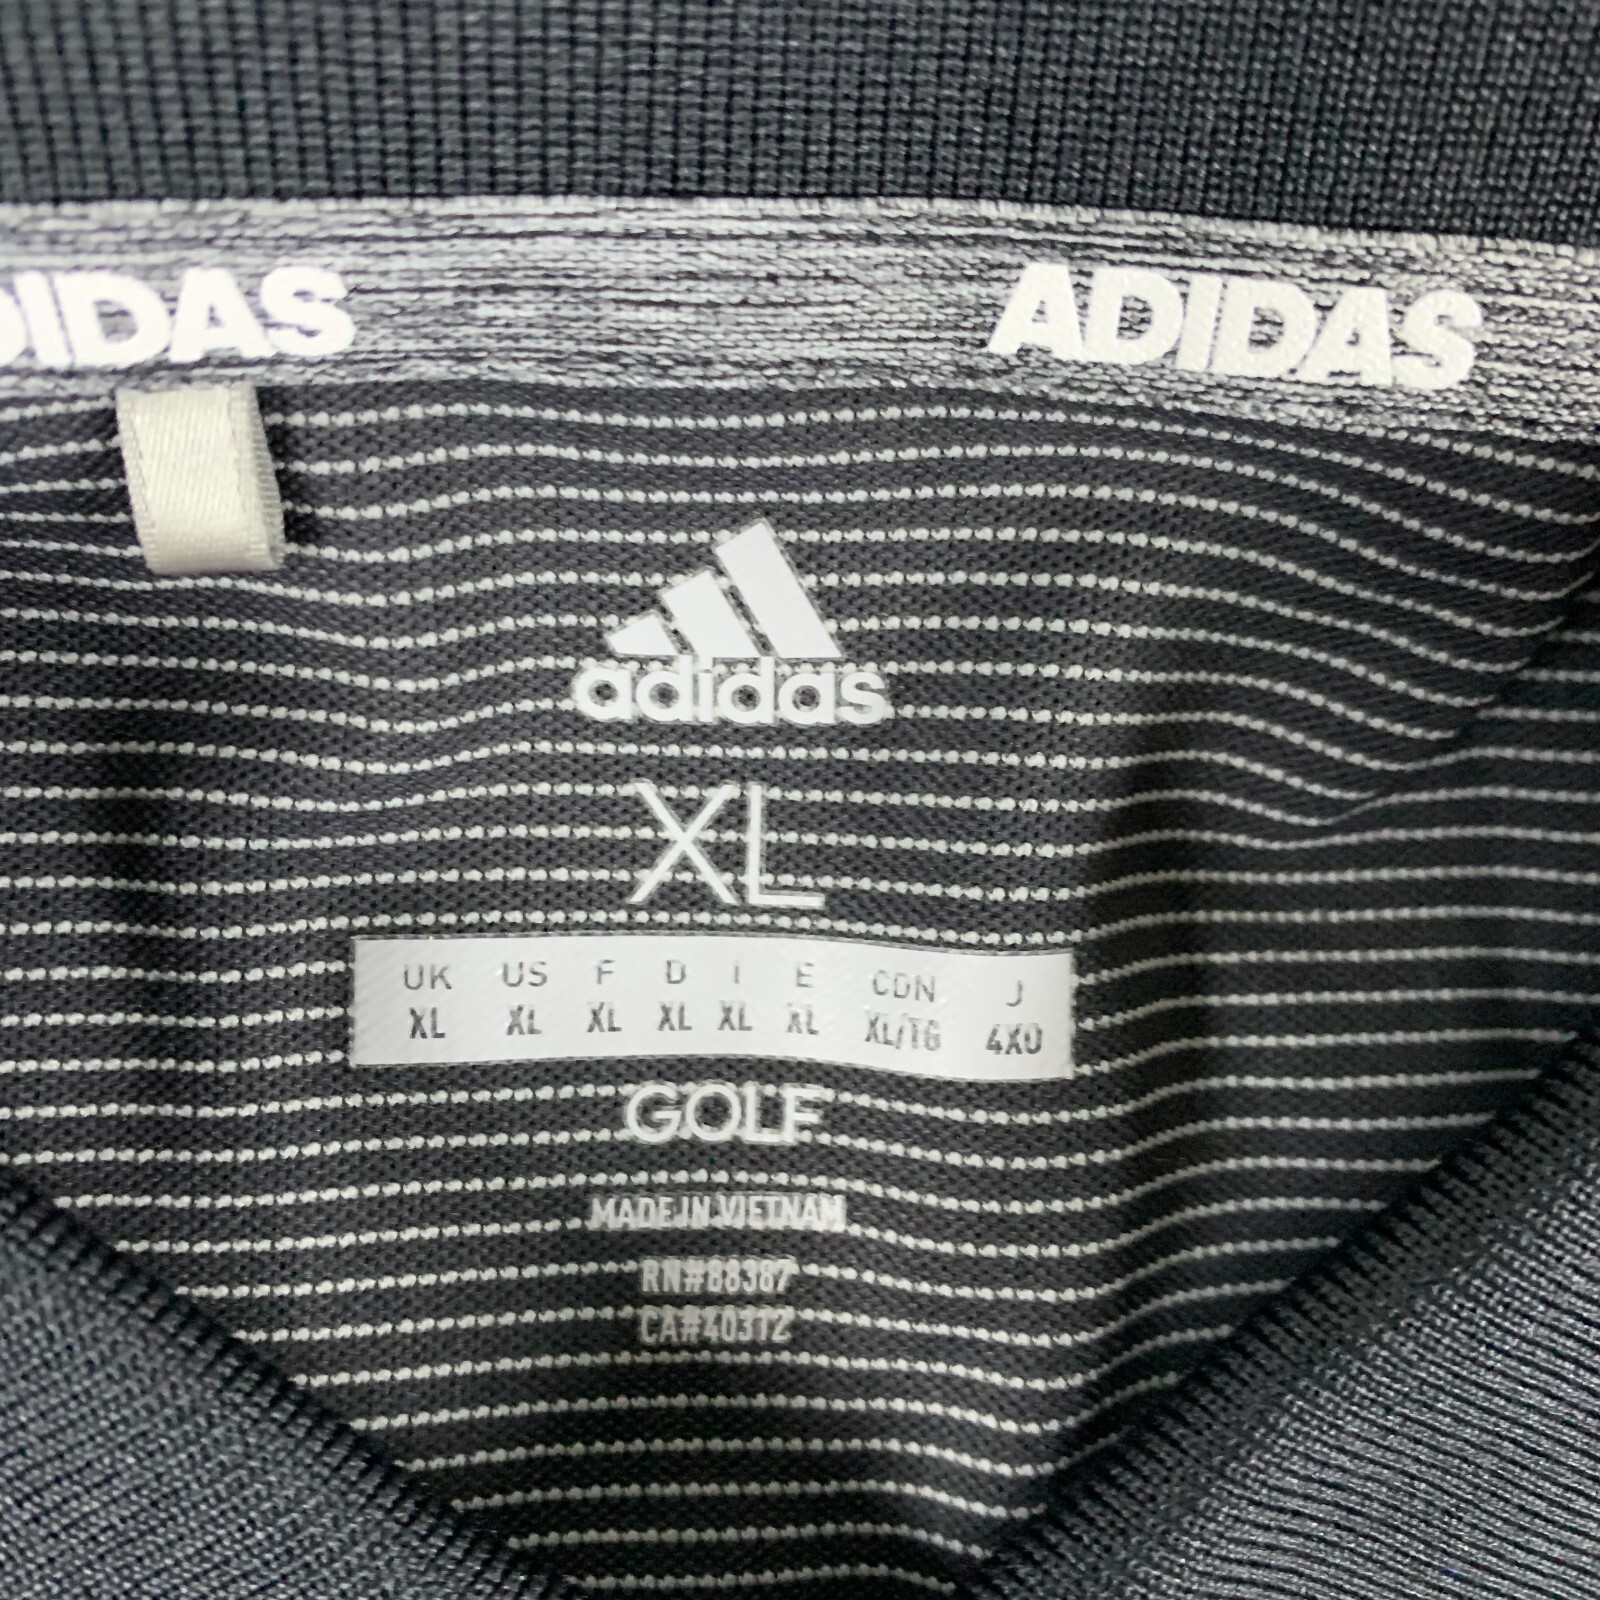 DIDAS ADIDAS
adidas
XL
UK US F D I E CDN J
XL XL XL XL XL XL XL/TG 4XO
GOLF
MADE IN VIETNAM
RN#88387
CA#40312